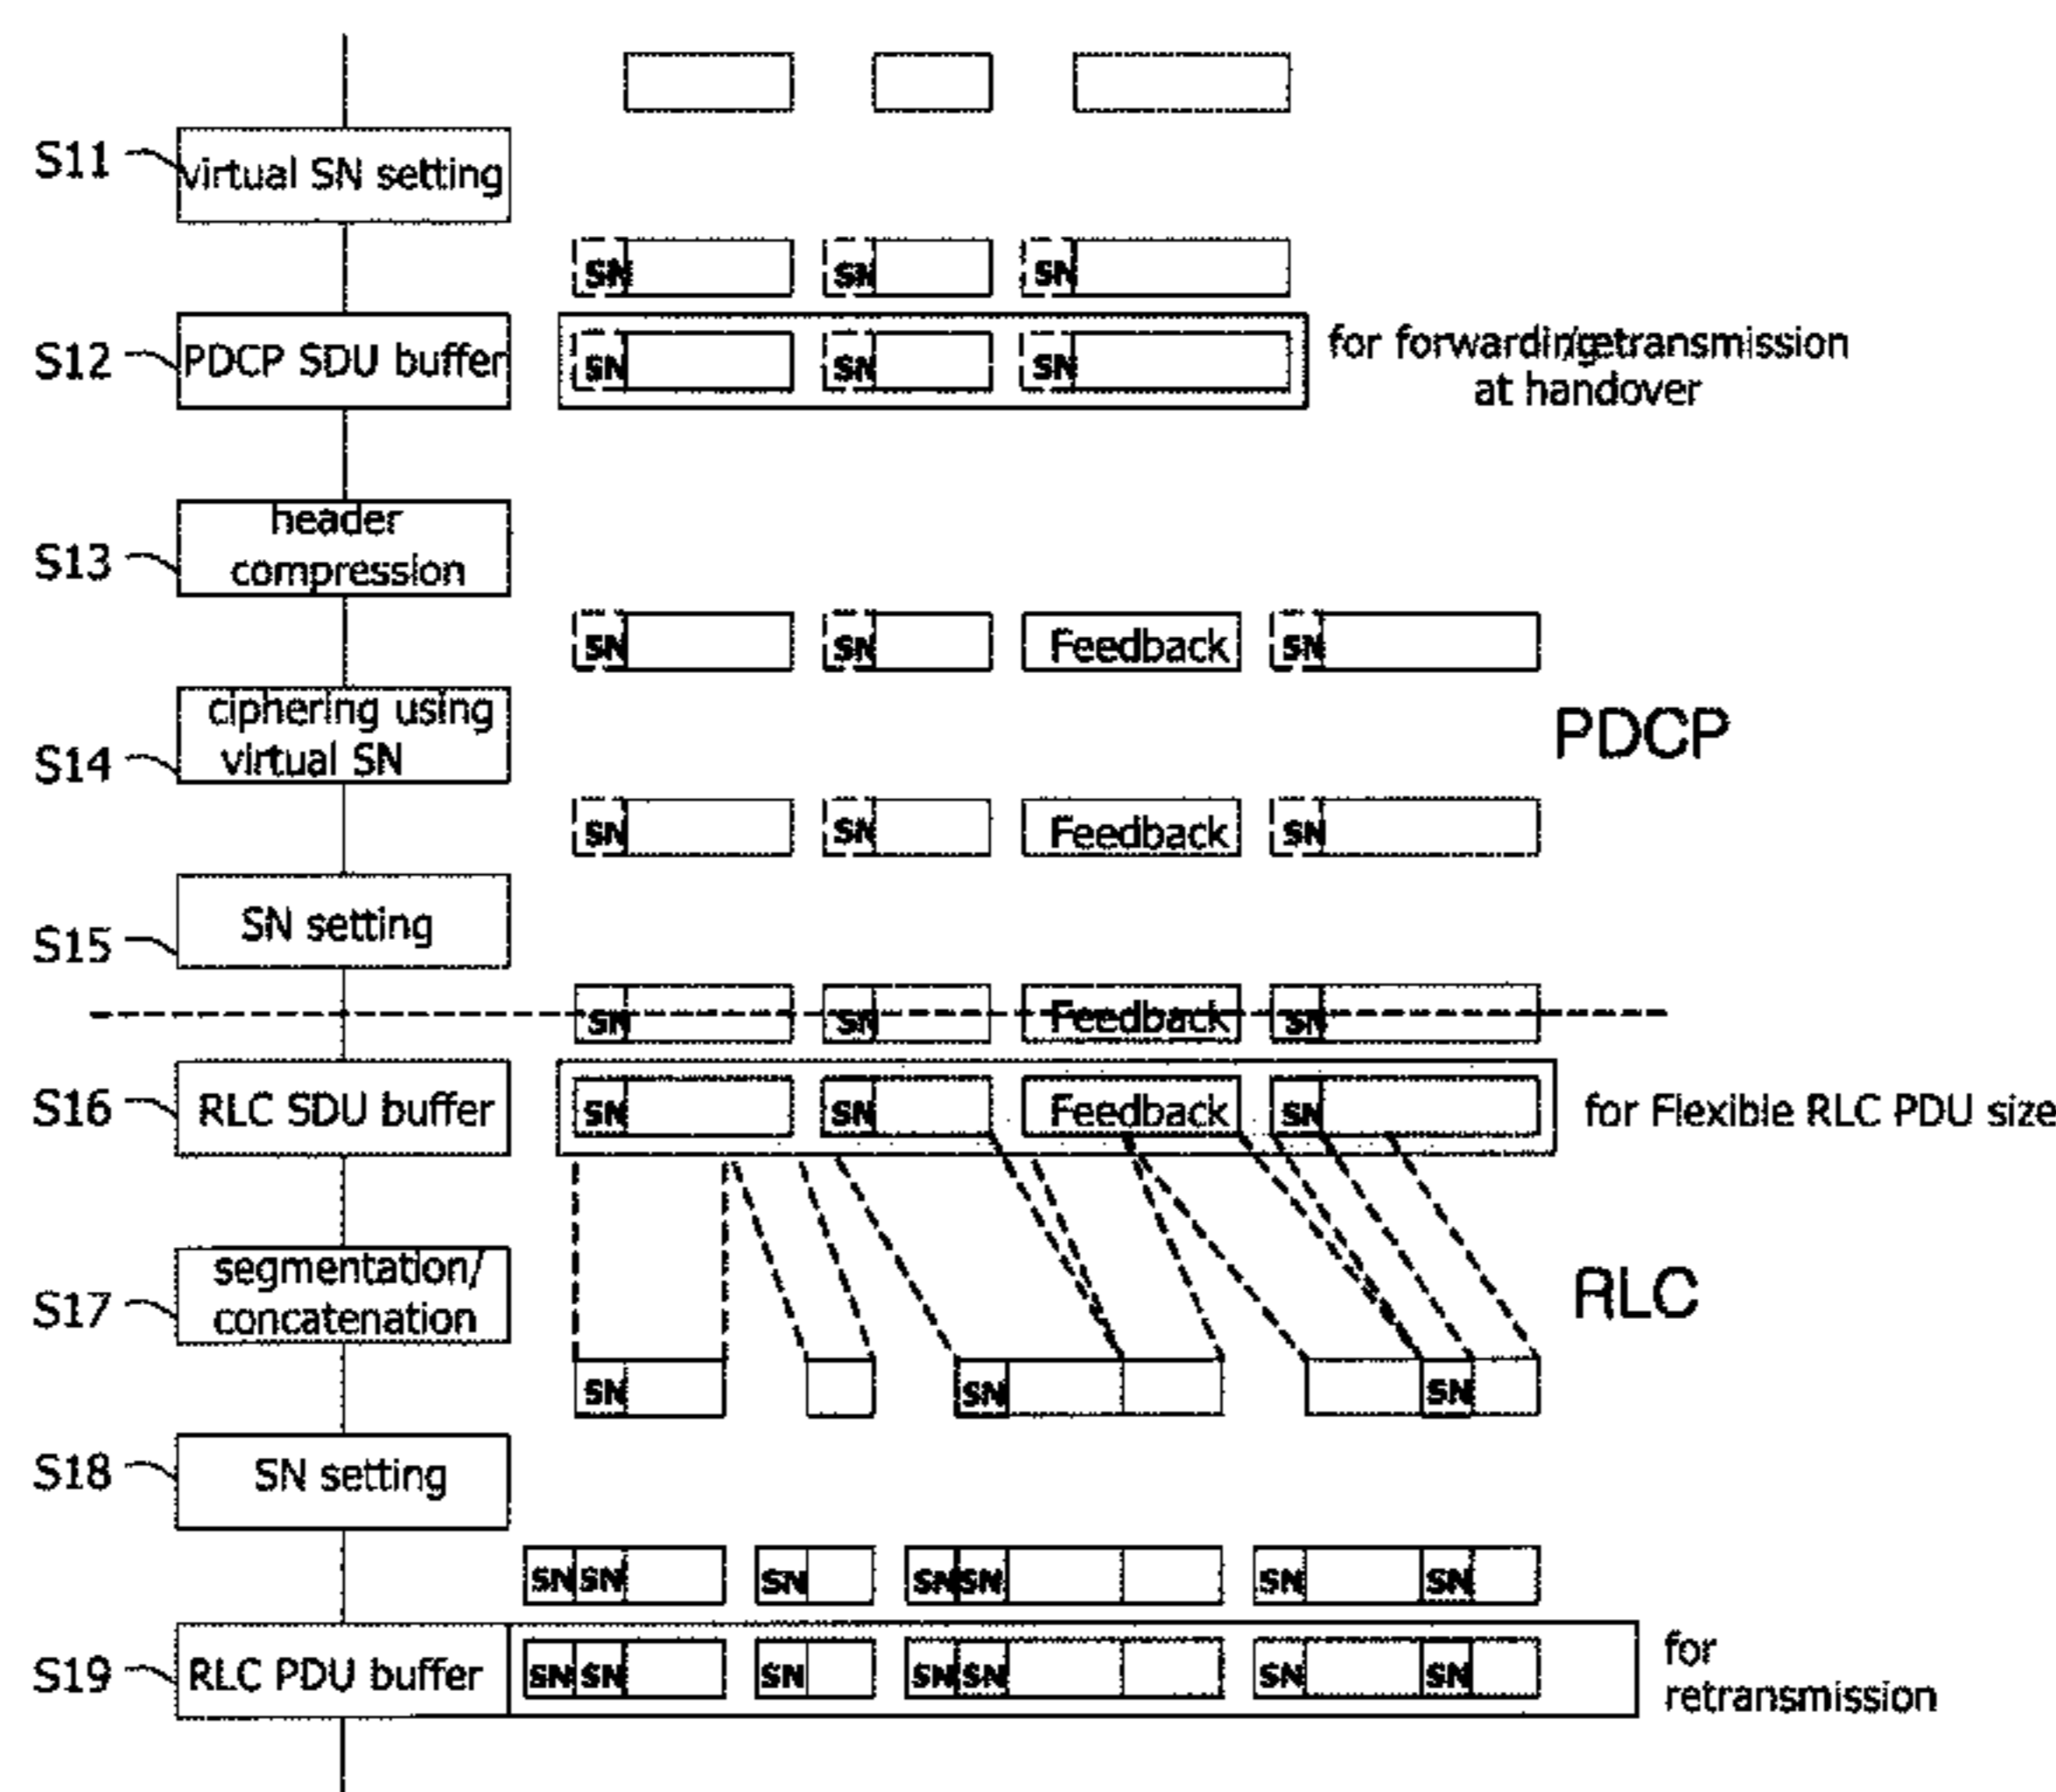 S11 virtual SN setting
SN SN SN
S12 PDCP SDU buffer SN SN SN for forwardin/getransmission
at handover
S13 header
compression
SN SN Feedback SN
S14 ciphering using
virtual SN
PDCP
SN SN Feedback SN
S15 SN setting
SN SN Feedback SN
S16 RLC SDU buffer SN SN Feedback SN for Flexible RLC PDU size
S17 segmentation/
concatenation
RLC
SN SN SN
S18 SN setting
SN SN SN SN SN SN SN
S19 RLC PDU buffer SN SN SN SN SN SN SN for
retransmission